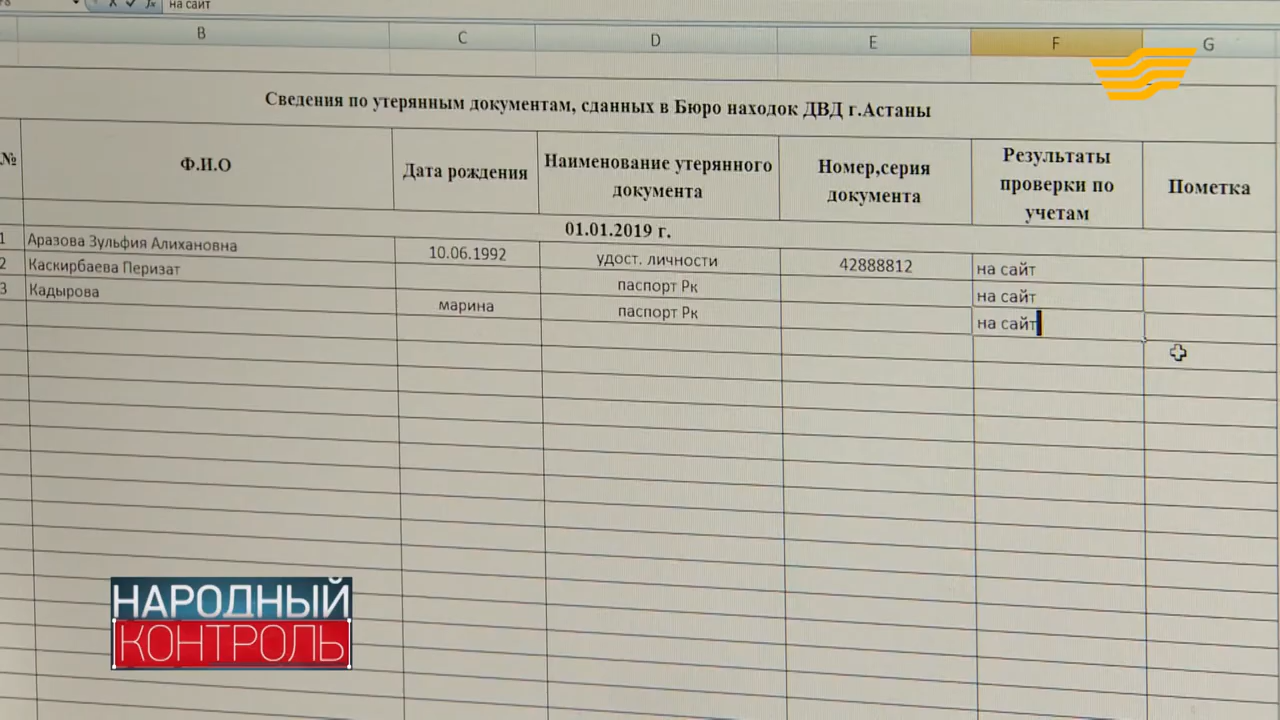 на сайт
B C D E F G
Сведения по утерянным документам, сданных в Бюро находок ДВД г.Астаны
№ Ф.И.О Дата рождения Наименование утерянного документа Номер,серия документа Результаты проверки по учетам Пометка
01.01.2019 г.
1 Аразова Зульфия Алихановна 10.06.1992 удост. личности 42888812 на сайт
2 Каскирбаева Перизат паспорт Рк на сайт
3 Кадырова марина паспорт Рк на сайт
НАРОДНЫЙ
КОНТРОЛЬ